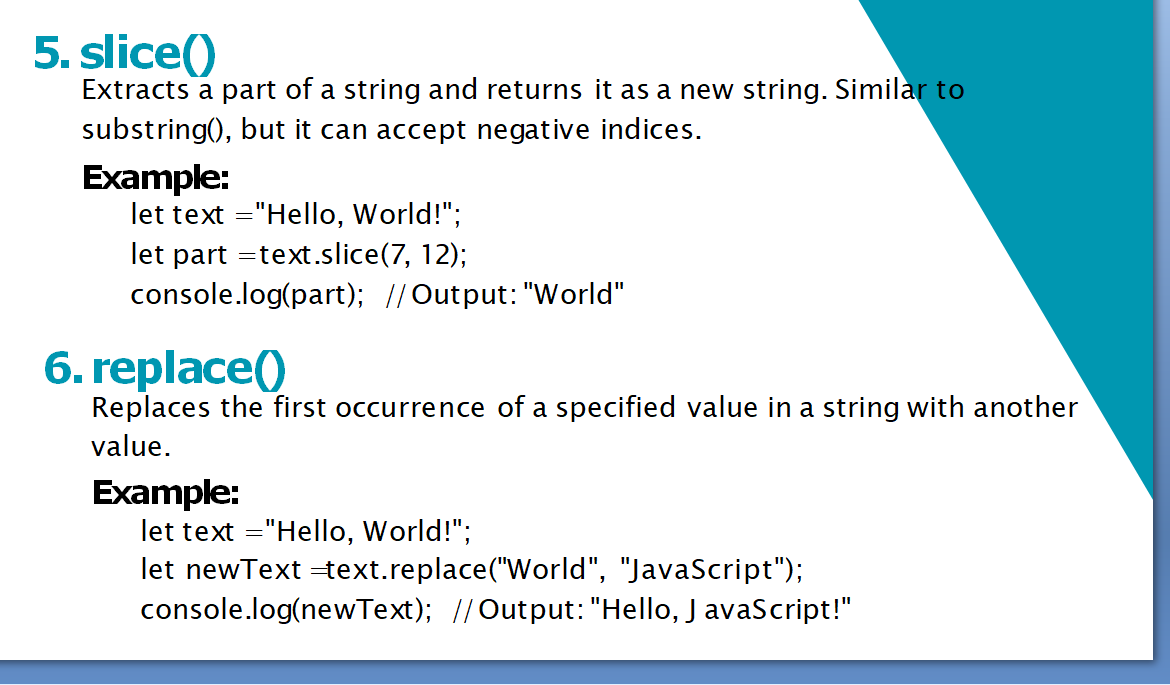 5. slice()
Extracts a part of a string and returns it as a new string. Similar to
substring(), but it can accept negative indices.
Example:
let text ="Hello, World!";
let part =text.slice(7, 12);
console.log(part); //Output: "World"
6. replace()
Replaces the first occurrence of a specified value in a string with another
value.
Example:
let text ="Hello, World!";
let newText =text.replace("World", "JavaScript");
console.log(newText); //Output: "Hello, J avaScript!"